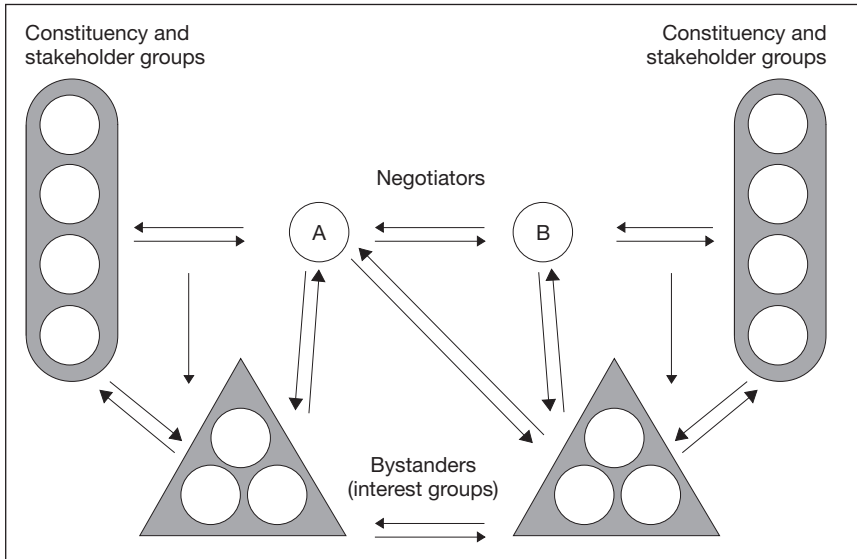 Constituency and
stakeholder groups
Constituency and
stakeholder groups
Negotiators
A
B
Bystanders
(interest groups)